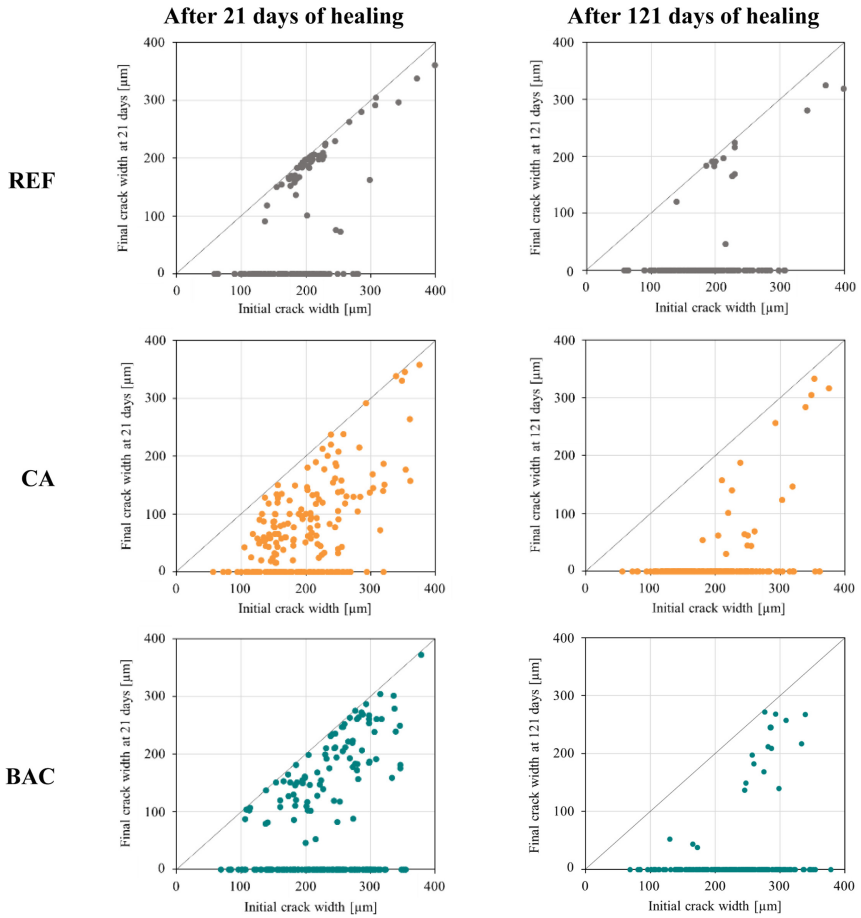 After 21 days of healing
After 121 days of healing
REF
Final crack width at 21 days [µm]
400
300
200
100
0
0 100 200 300 400
Initial crack width [µm]
Final crack width at 121 days [µm]
400
300
200
100
0
0 100 200 300 400
Initial crack width [µm]
CA
Final crack width at 21 days [µm]
400
300
200
100
0
0 100 200 300 400
Initial crack width [µm]
Final crack width at 121 days [µm]
400
300
200
100
0
0 100 200 300 400
Initial crack width [µm]
BAC
Final crack width at 21 days [µm]
400
300
200
100
0
0 100 200 300 400
Initial crack width [µm]
Final crack width at 121 days [µm]
400
300
200
100
0
0 100 200 300 400
Initial crack width [µm]